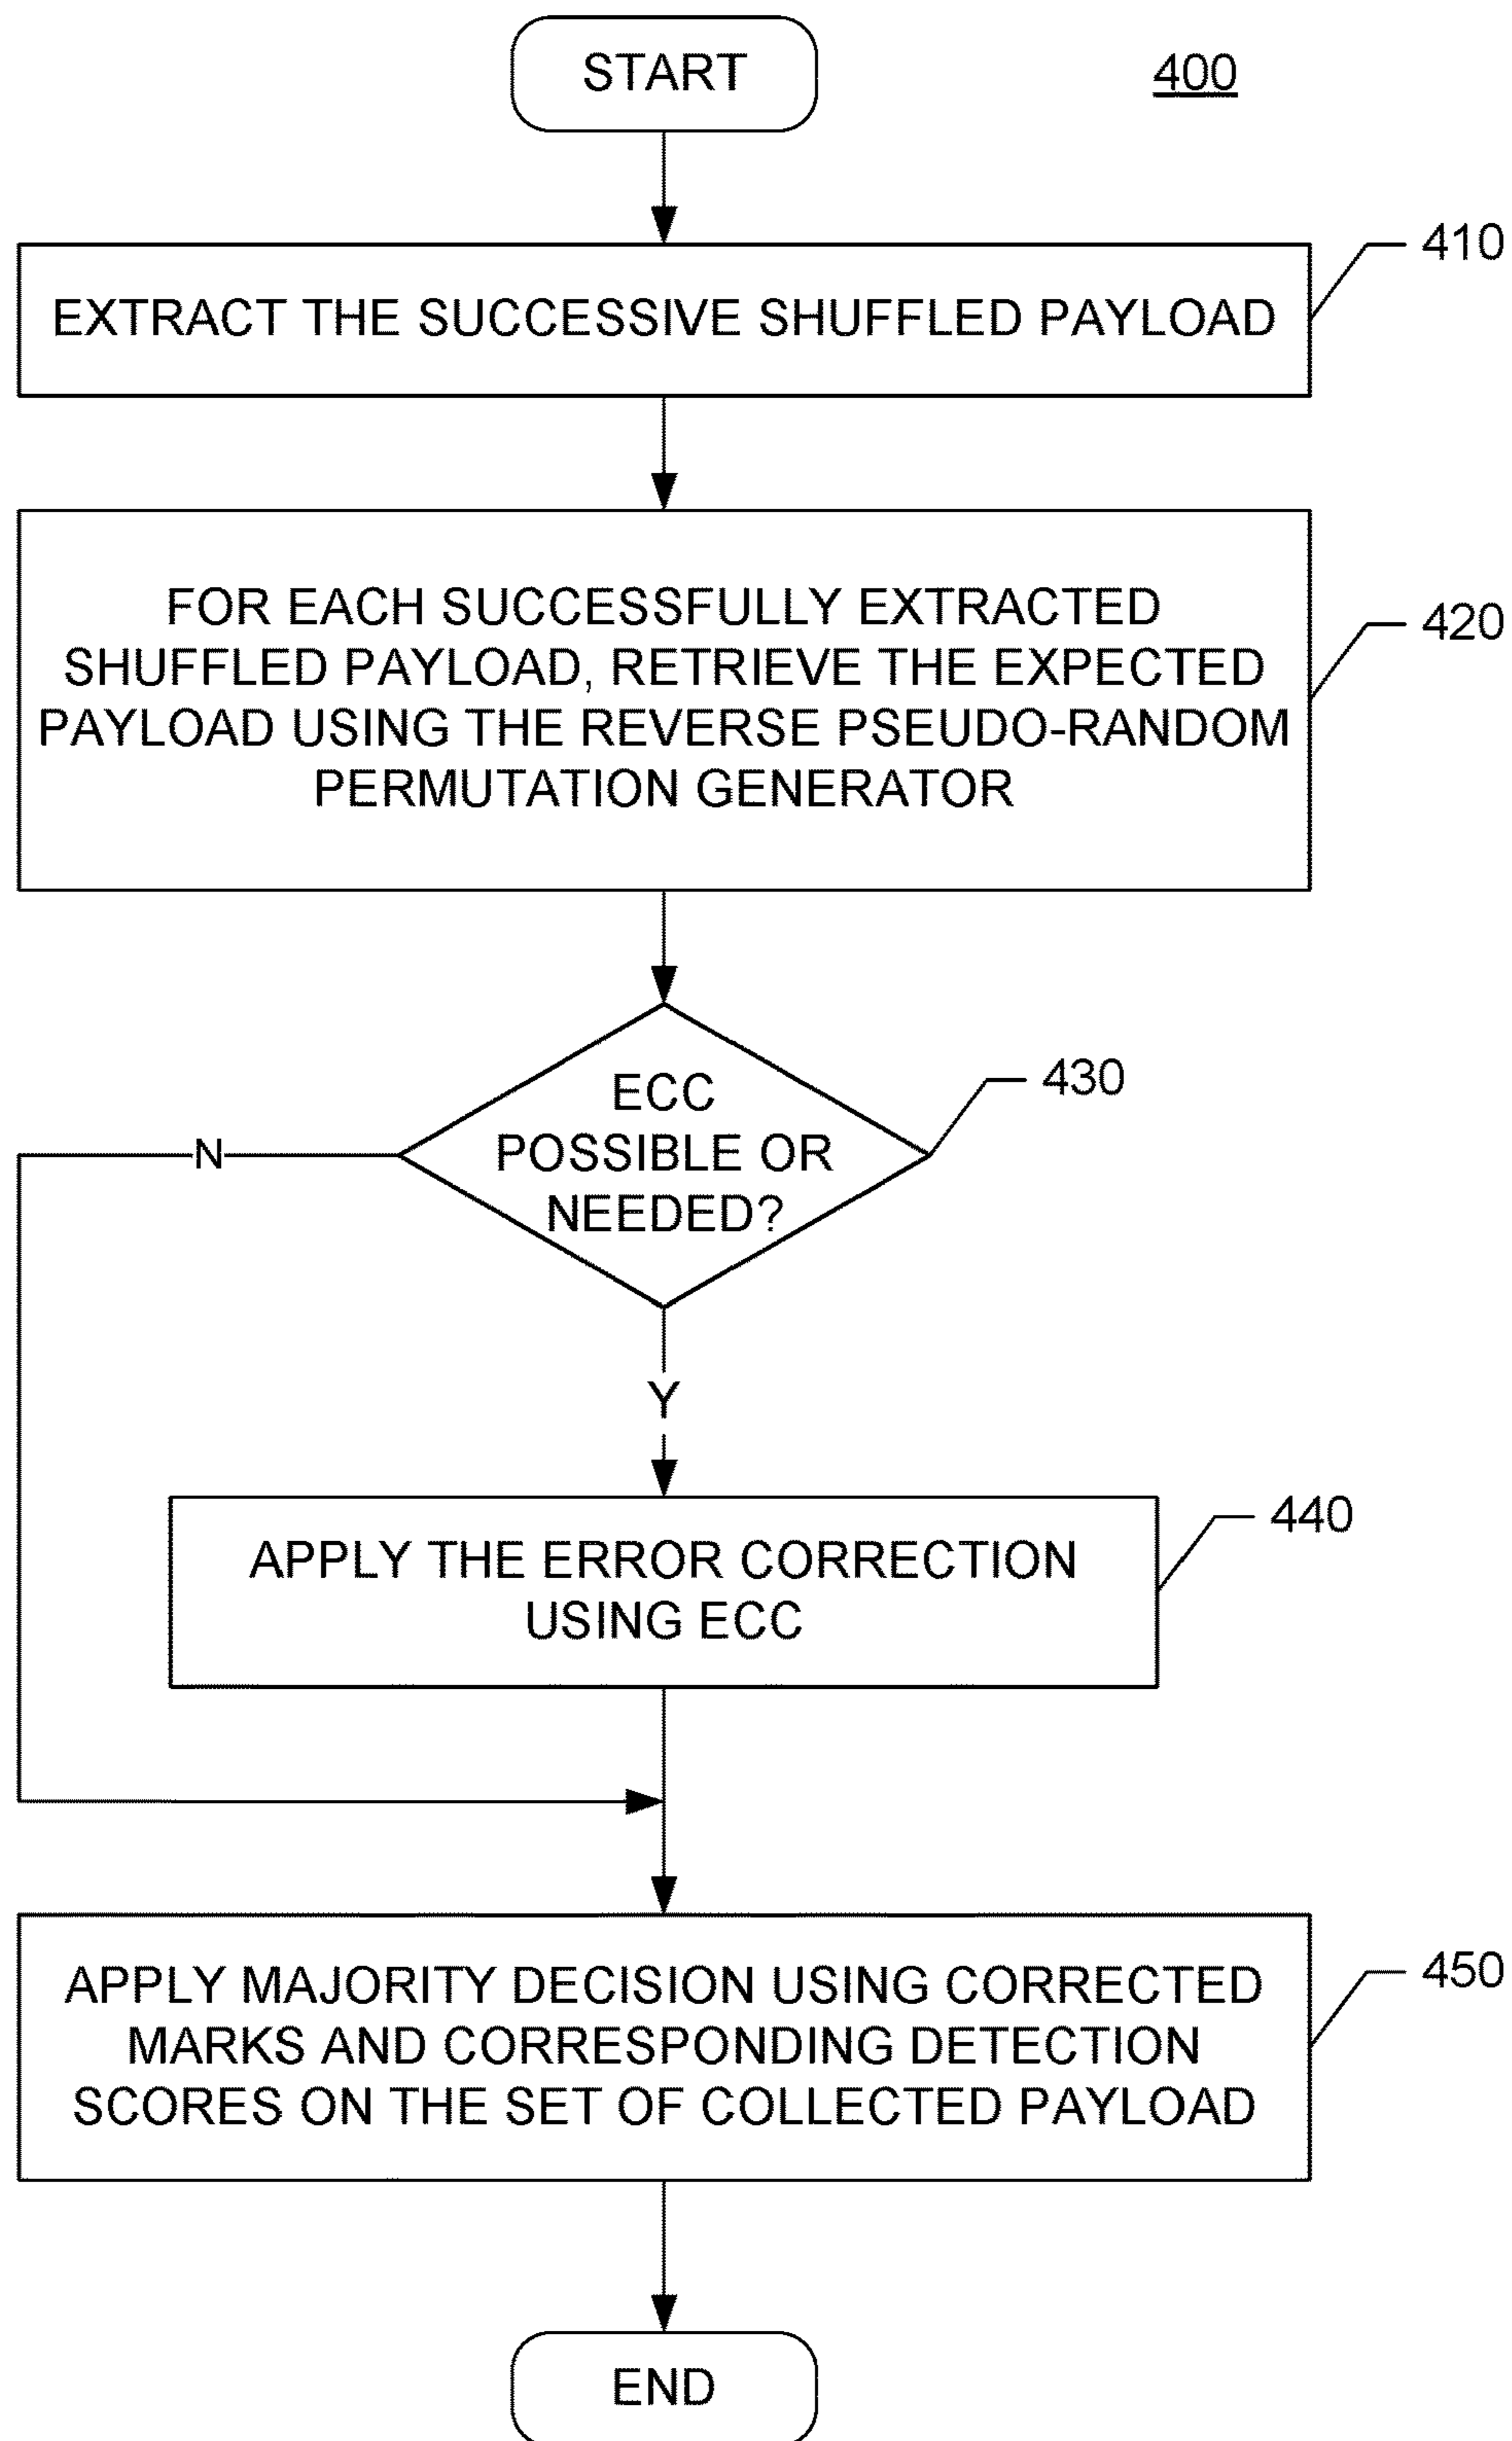 START
400
410
EXTRACT THE SUCCESSIVE SHUFFLED PAYLOAD
420
FOR EACH SUCCESSFULLY EXTRACTED
SHUFFLED PAYLOAD, RETRIEVE THE EXPECTED
PAYLOAD USING THE REVERSE PSEUDO-RANDOM
PERMUTATION GENERATOR
430
ECC
POSSIBLE OR
NEEDED?
N
Y
440
APPLY THE ERROR CORRECTION
USING ECC
450
APPLY MAJORITY DECISION USING CORRECTED
MARKS AND CORRESPONDING DETECTION
SCORES ON THE SET OF COLLECTED PAYLOAD
END